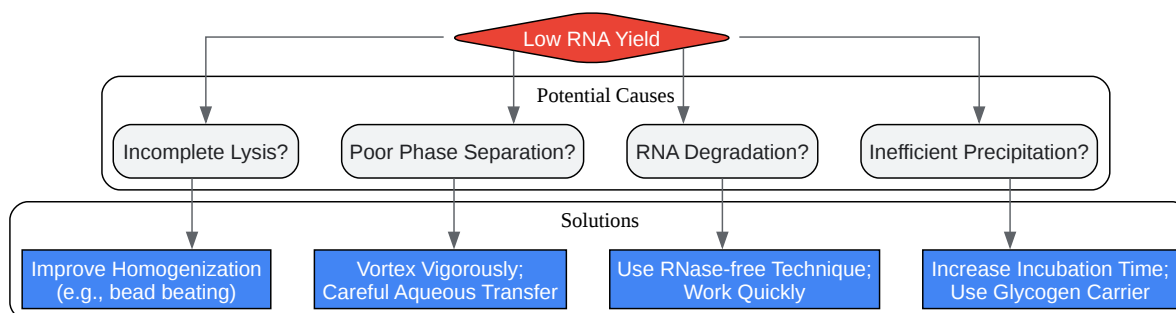 Low RNA Yield
Potential Causes
Incomplete Lysis?
Poor Phase Separation?
RNA Degradation?
Inefficient Precipitation?
Solutions
Improve Homogenization
(e.g., bead beating)
Vortex Vigorously;
Careful Aqueous Transfer
Use RNase-free Technique;
Work Quickly
Increase Incubation Time;
Use Glycogen Carrier